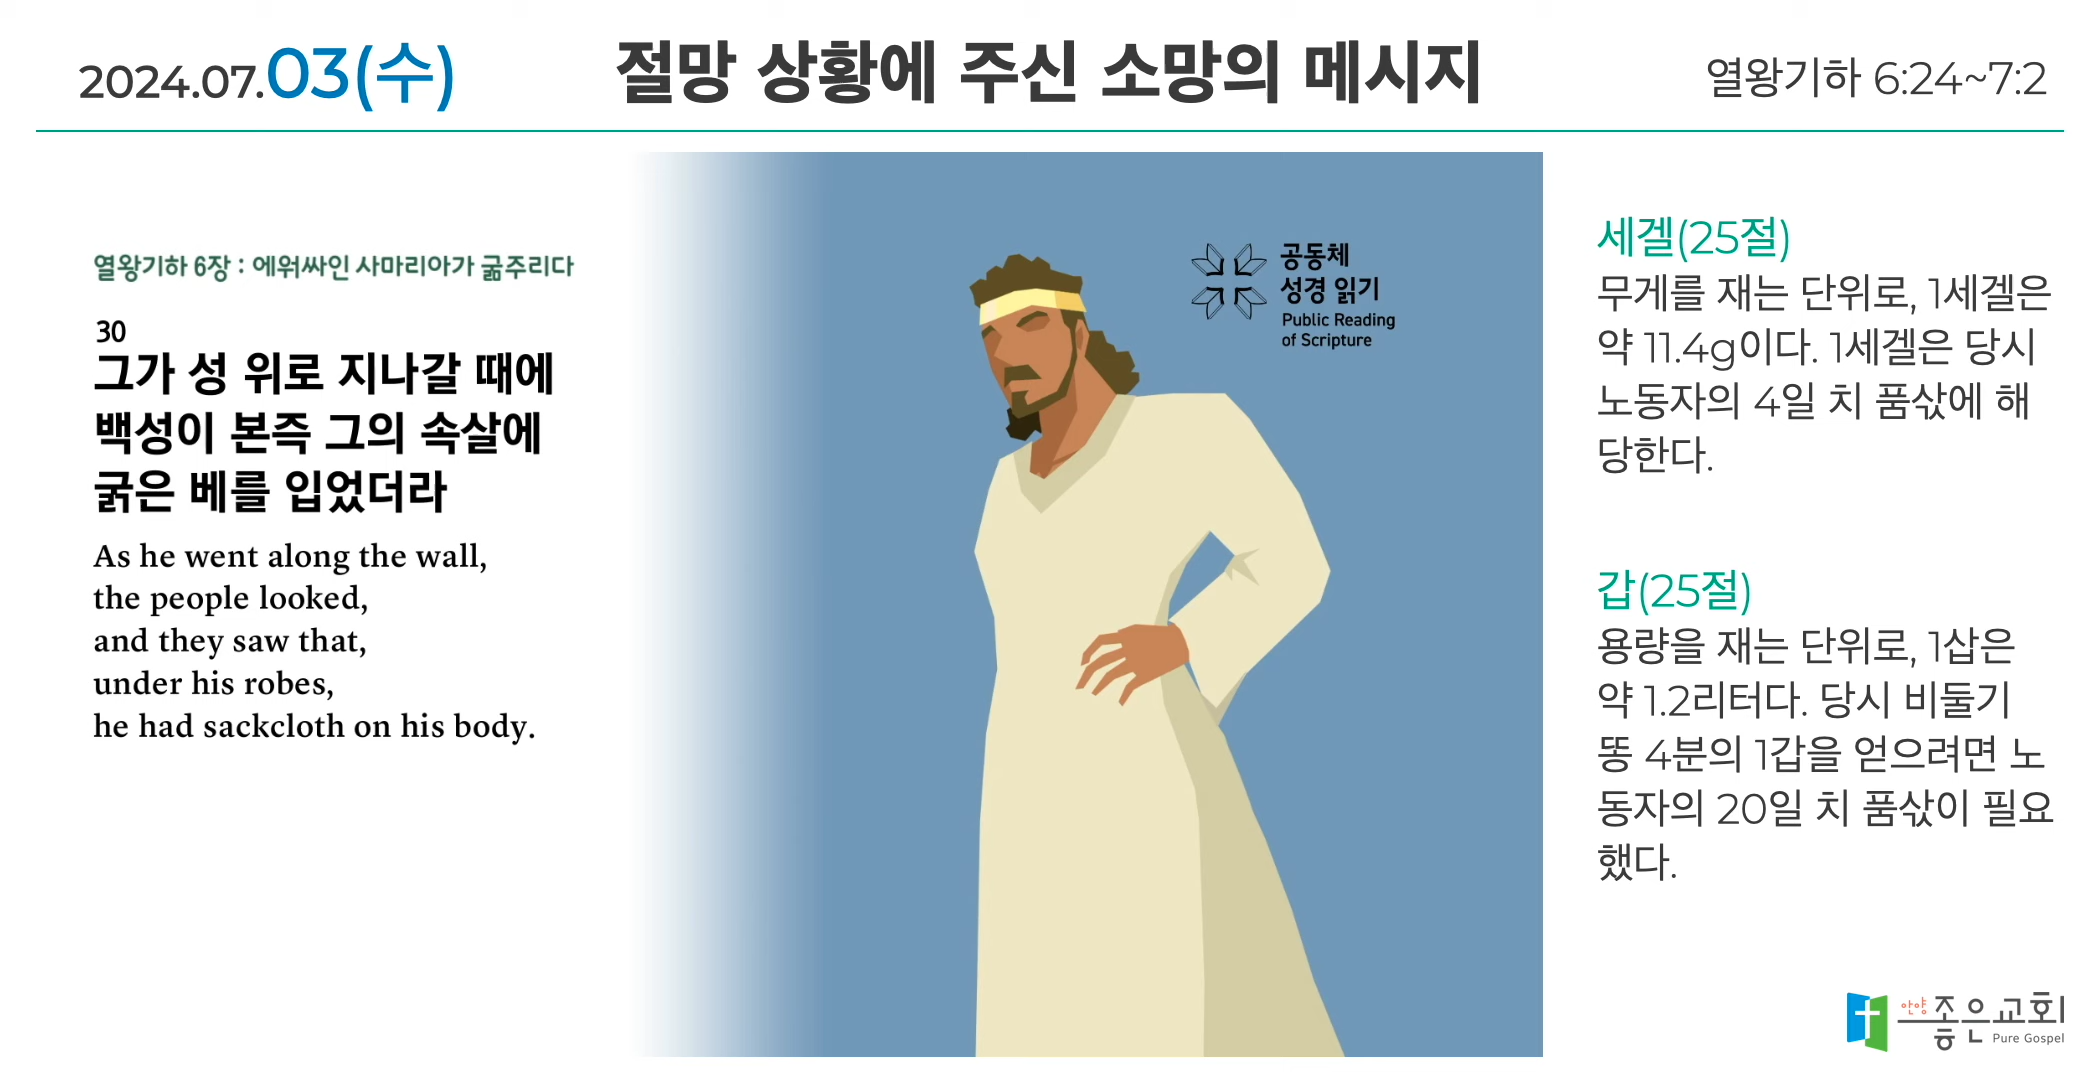 2024.07.03(수)
절망 상황에 주신 소망의 메시지
열왕기하 6:24~7:2
열왕기하 6장 : 에워싸인 사마리아가 굶주리다
30
그가 성 위로 지나갈 때에
백성이 본즉 그의 속살에
굵은 베를 입었더라
As he went along the wall,
the people looked,
and they saw that,
under his robes,
he had sackcloth on his body.
공동체
성경 읽기
Public Reading
of Scripture
세겔(25절)
무게를 재는 단위로, 1세겔은
약 11.4g이다. 1세겔은 당시
노동자의 4일 치 품삯에 해
당한다.
갑(25절)
용량을 재는 단위로, 1삽은
약 1.2리터다. 당시 비둘기
똥 4분의 1갑을 얻으려면 노
동자의 20일 치 품삯이 필요
했다.
안양 좋은교회
Pure Gospel